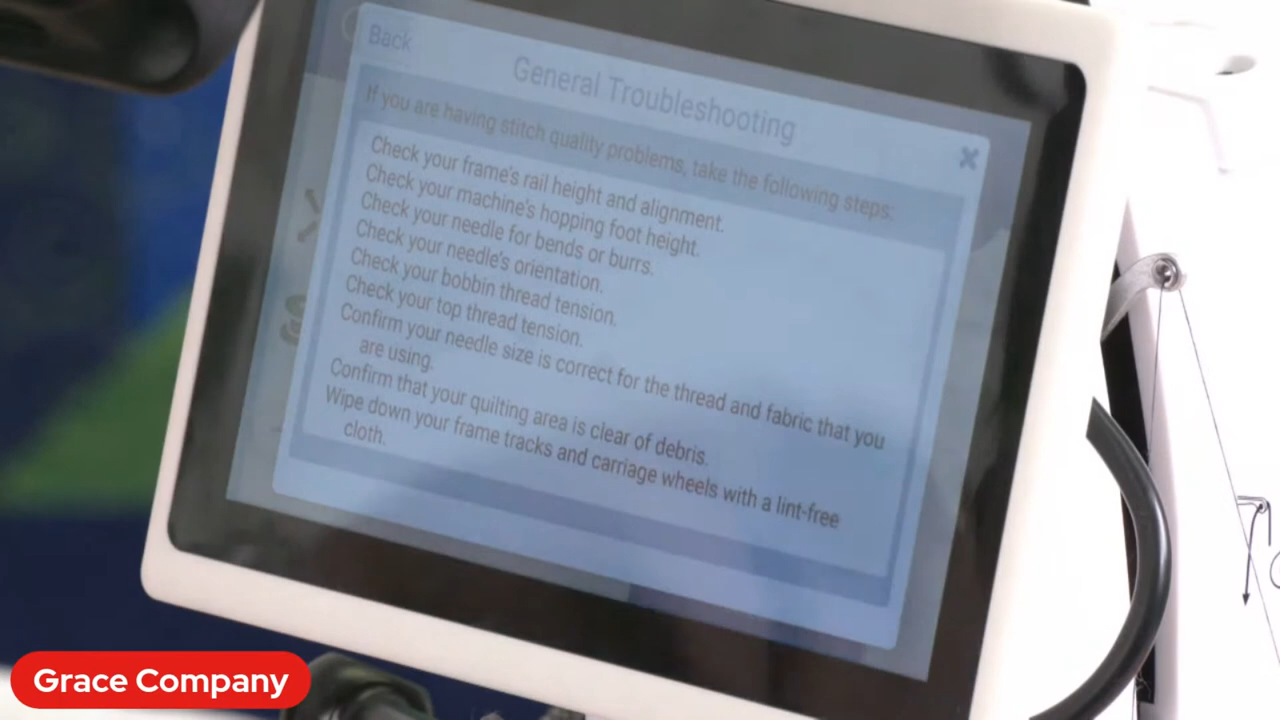 Back
General Troubleshooting
If you are having stitch quality problems, take the following steps:
Check your frame's rail height and alignment.
Check your machine's hopping foot height.
Check your needle for bends or burrs.
Check your needle's orientation.
Check your bobbin thread tension.
Check your top thread tension.
Confirm your needle size is correct for the thread and fabric that you
are using.
Confirm that your quilting area is clear of debris.
Wipe down your frame tracks and carriage wheels with a lint-free
cloth.
Grace Company